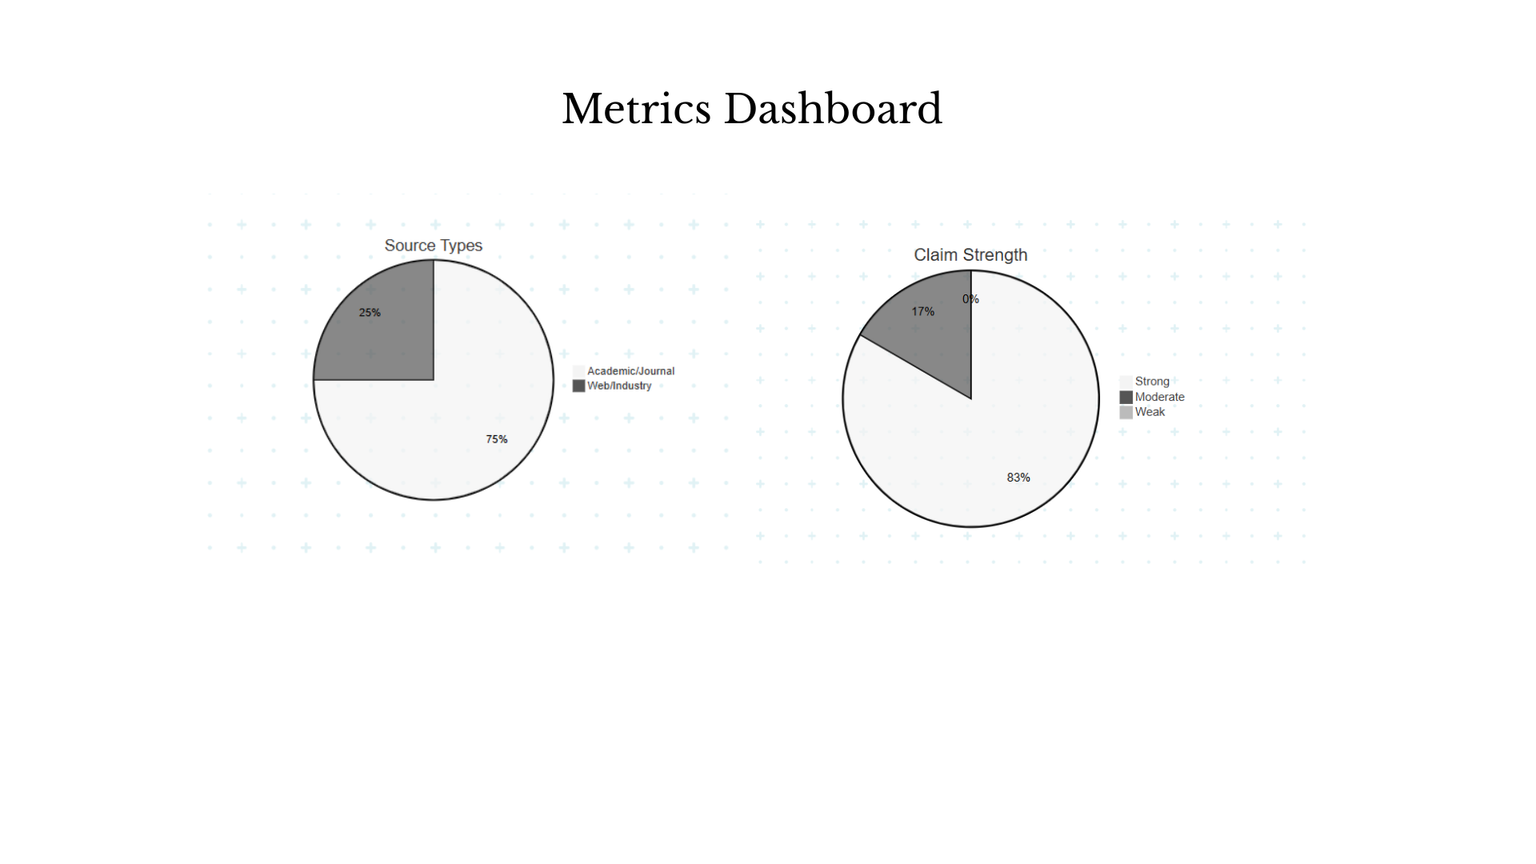 Metrics Dashboard
Source Types
25%
75%
Academic/Journal
Web/Industry
Claim Strength
0%
17%
83%
Strong
Moderate
Weak